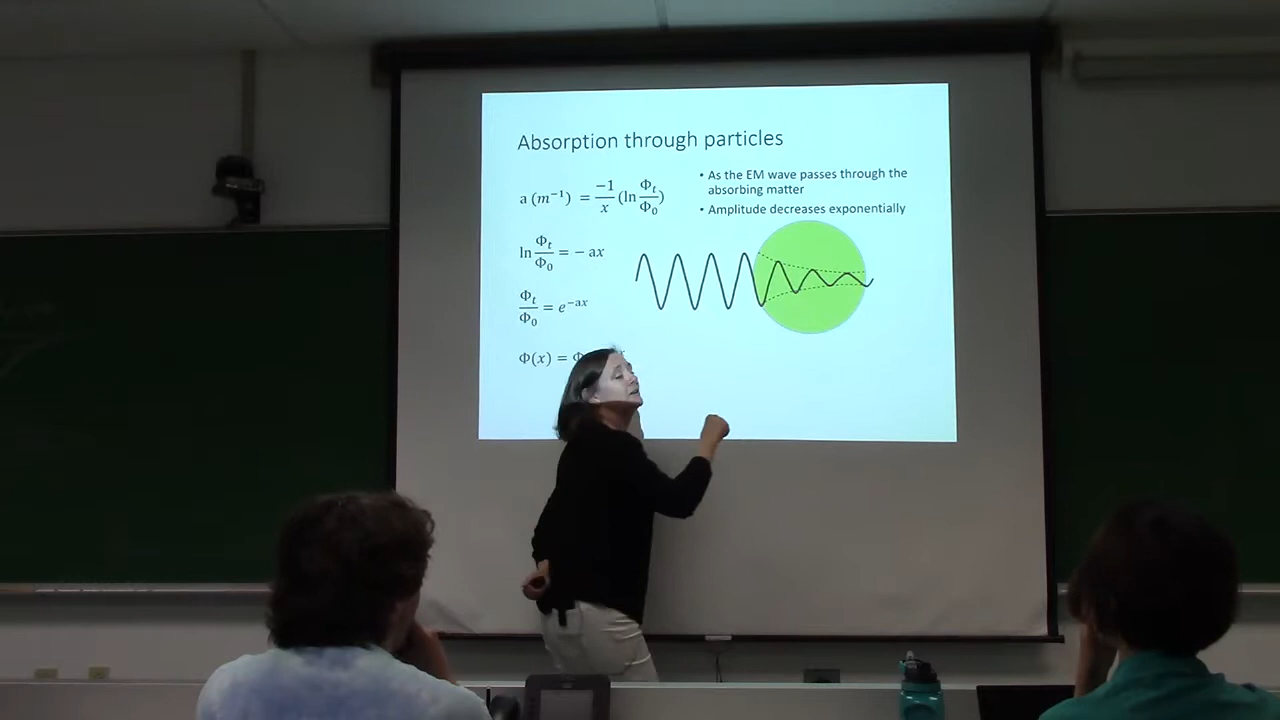 Absorption through particles
a (m⁻¹) = −1/x (ln Φₜ/Φ₀)
ln Φₜ/Φ₀ = − ax
Φₜ/Φ₀ = e⁻ᵃˣ
Φ(x) = Φ
• As the EM wave passes through the
absorbing matter
• Amplitude decreases exponentially